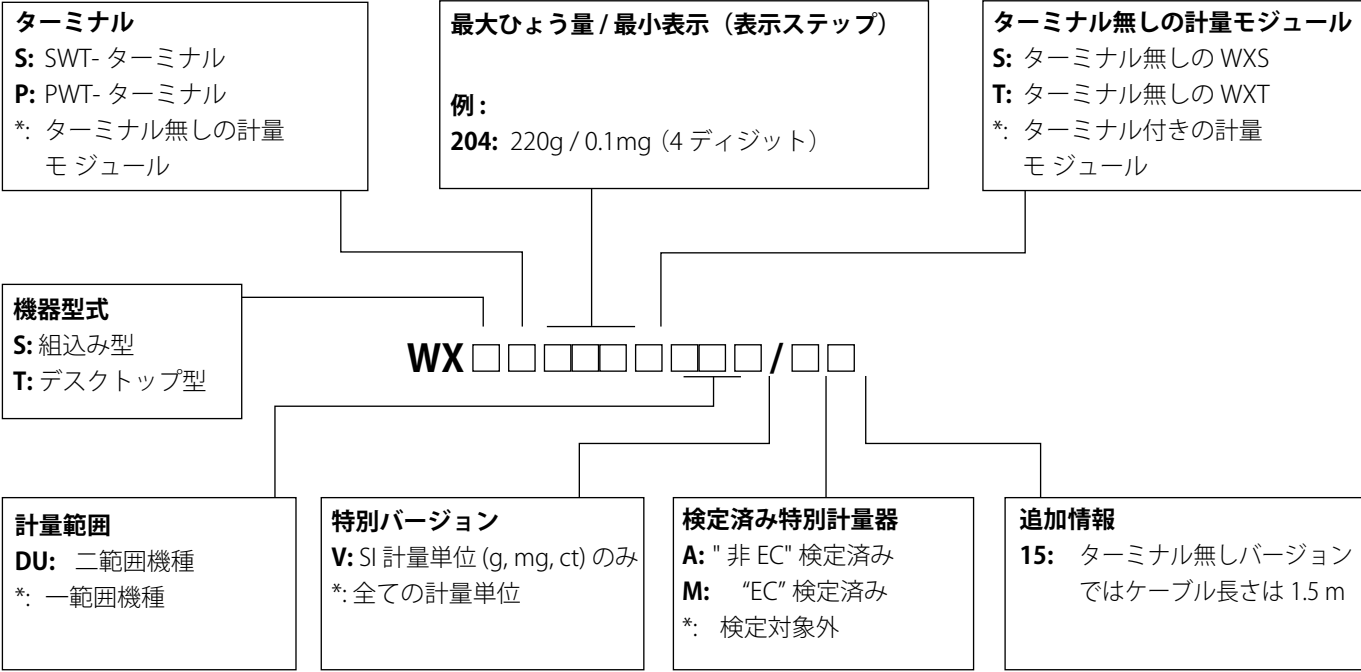 ターミナル
S: SWT- ターミナル
P: PWT- ターミナル
*: ターミナル無しの計量
モ ジュール
最大ひょう量 / 最小表示（表示ステップ）
例 :
204: 220g / 0.1mg（4 ディジット）
ターミナル無しの計量モジュール
S: ターミナル無しの WXS
T: ターミナル無しの WXT
*: ターミナル付きの計量
モ ジュール
機器型式
S: 組込み型
T: デスクトップ型
WX□□□□□□□□□/□□
計量範囲
DU: 二範囲機種
*: 一範囲機種
特別バージョン
V: SI 計量単位 (g, mg, ct) のみ
*: 全ての計量単位
検定済み特別計量器
A: " 非 EC" 検定済み
M: “EC” 検定済み
*: 検定対象外
追加情報
15: ターミナル無しバージョン
ではケーブル長さは 1.5 m